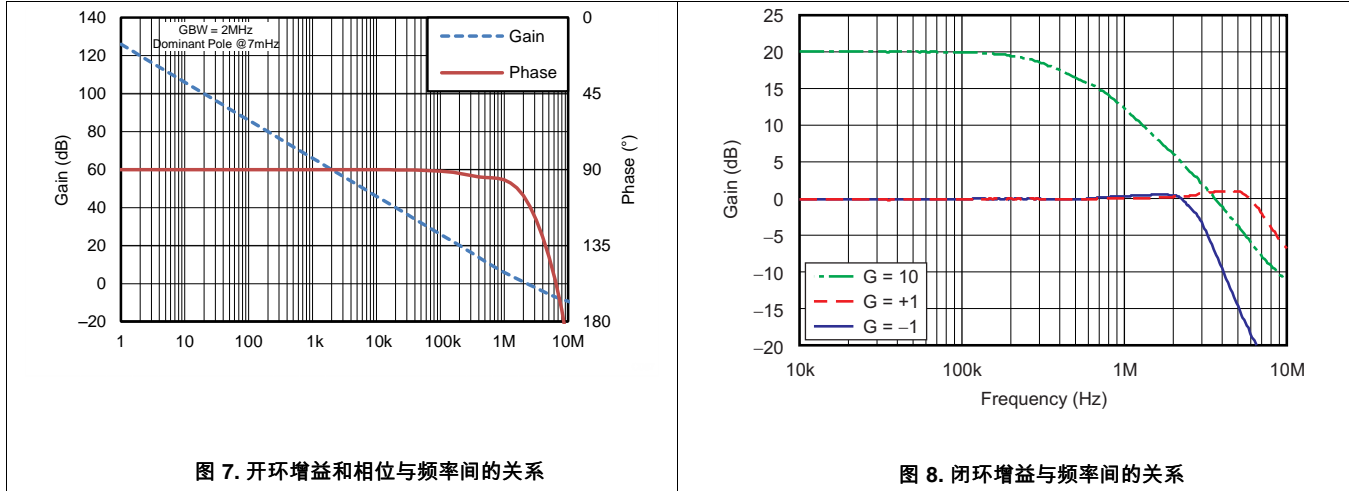 140
120
100
80
60
40
20
0
–20
Gain (dB)
GBW = 2MHz
Dominant Pole @7mHz
Gain
Phase
0
45
90
135
180
Phase (°)
1
10
100
1k
10k
100k
1M
10M
图 7. 开环增益和相位与频率间的关系
25
20
15
10
5
0
–5
–10
–15
–20
Gain (dB)
G = 10
G = +1
G = –1
10k
100k
1M
10M
Frequency (Hz)
图 8. 闭环增益与频率间的关系